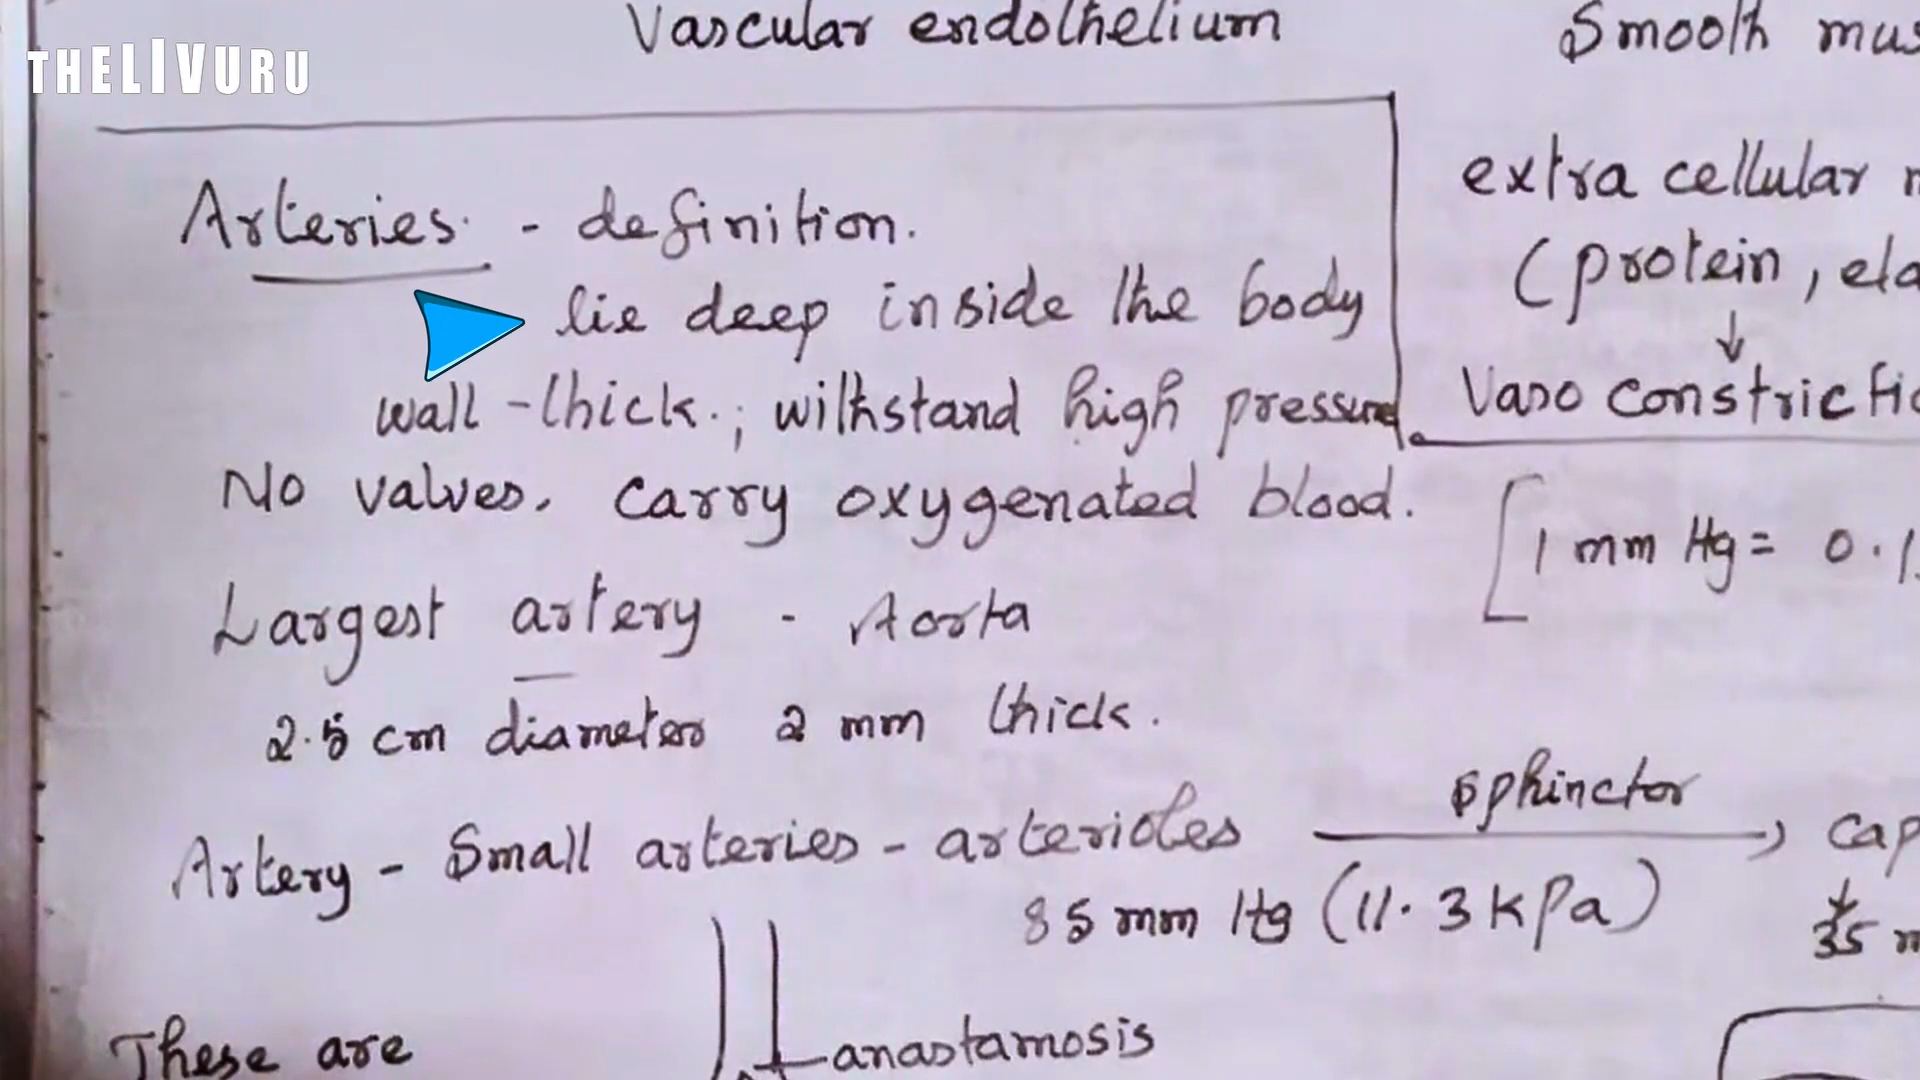 Vascular endothelium
Smooth mus
THELIVURU
Arteries. - definition.
lie deep inside the body
wall - thick.; withstand high pressure
No valves. carry oxygenated blood.
Largest artery - Aorta
2.5 cm diameter 2 mm thick.
Artery - Small arteries - arterioles
85 mm Hg (11.3 kPa)
sphinctor
cap
35 m
These are
anastamosis
extra cellular m
(protein, ela
Vaso constrictio
1 mm Hg = 0.1